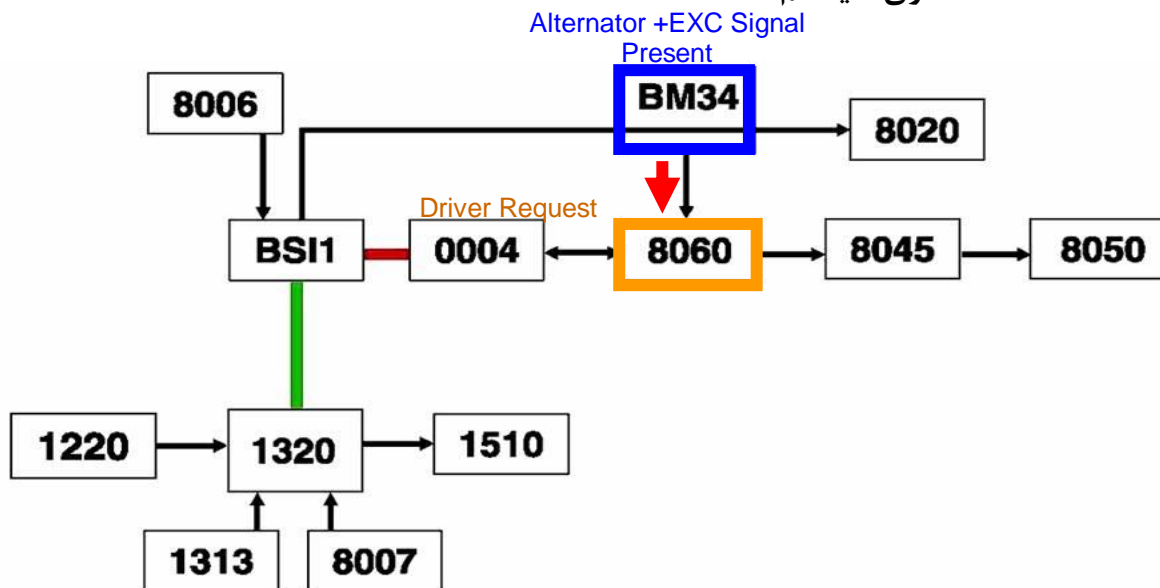 Alternator +EXC Signal
Present
BM34
8006
8020
Driver Request
BSI1
0004
8060
8045
8050
1220
1320
1510
1313
8007